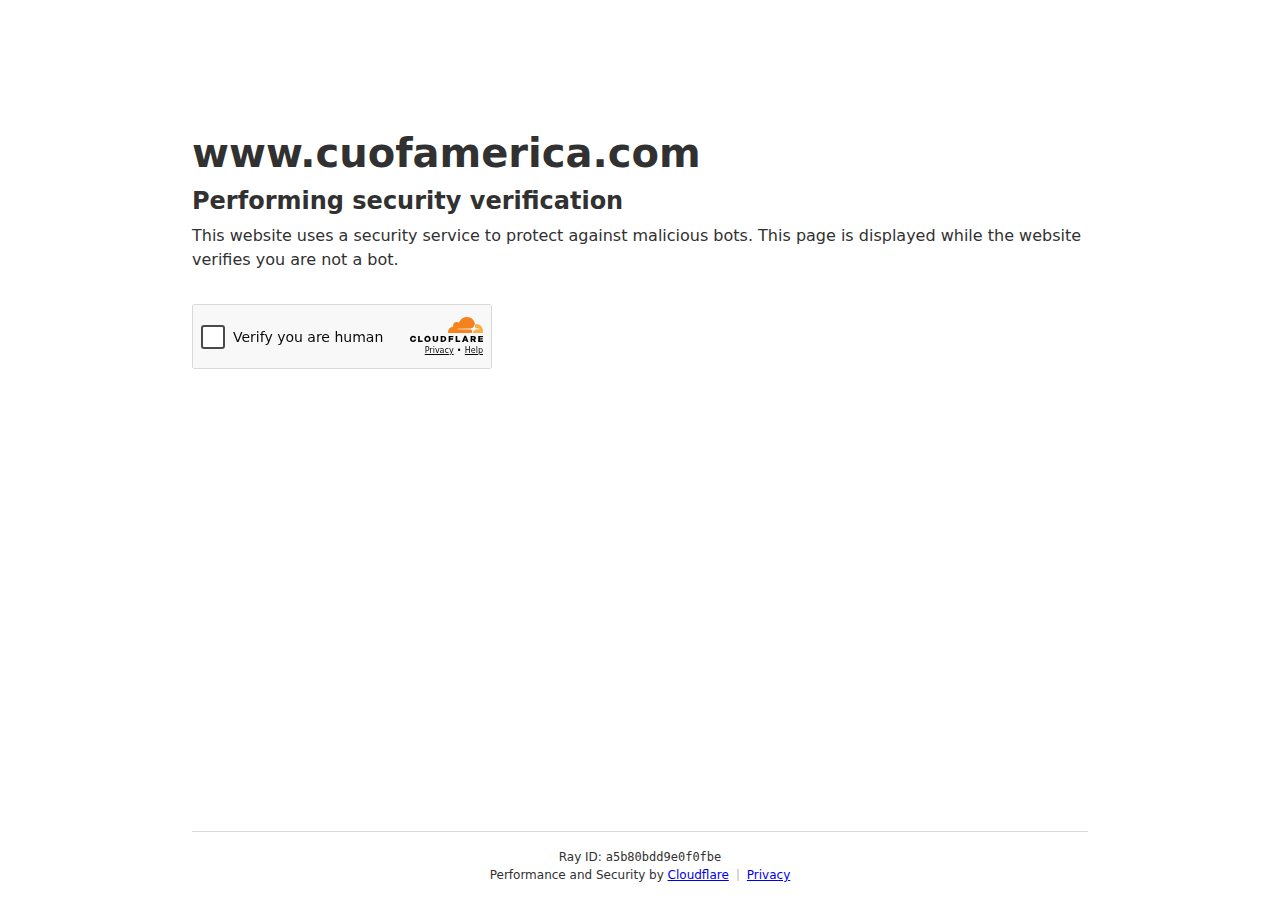 www.cuofamerica.com
Performing security verification
This website uses a security service to protect against malicious bots. This page is displayed while the website
verifies you are not a bot.
Verify you are human
CLOUDFLARE
Privacy • Help
Ray ID: a5b80bdd9e0f0fbe
Performance and Security by Cloudflare | Privacy